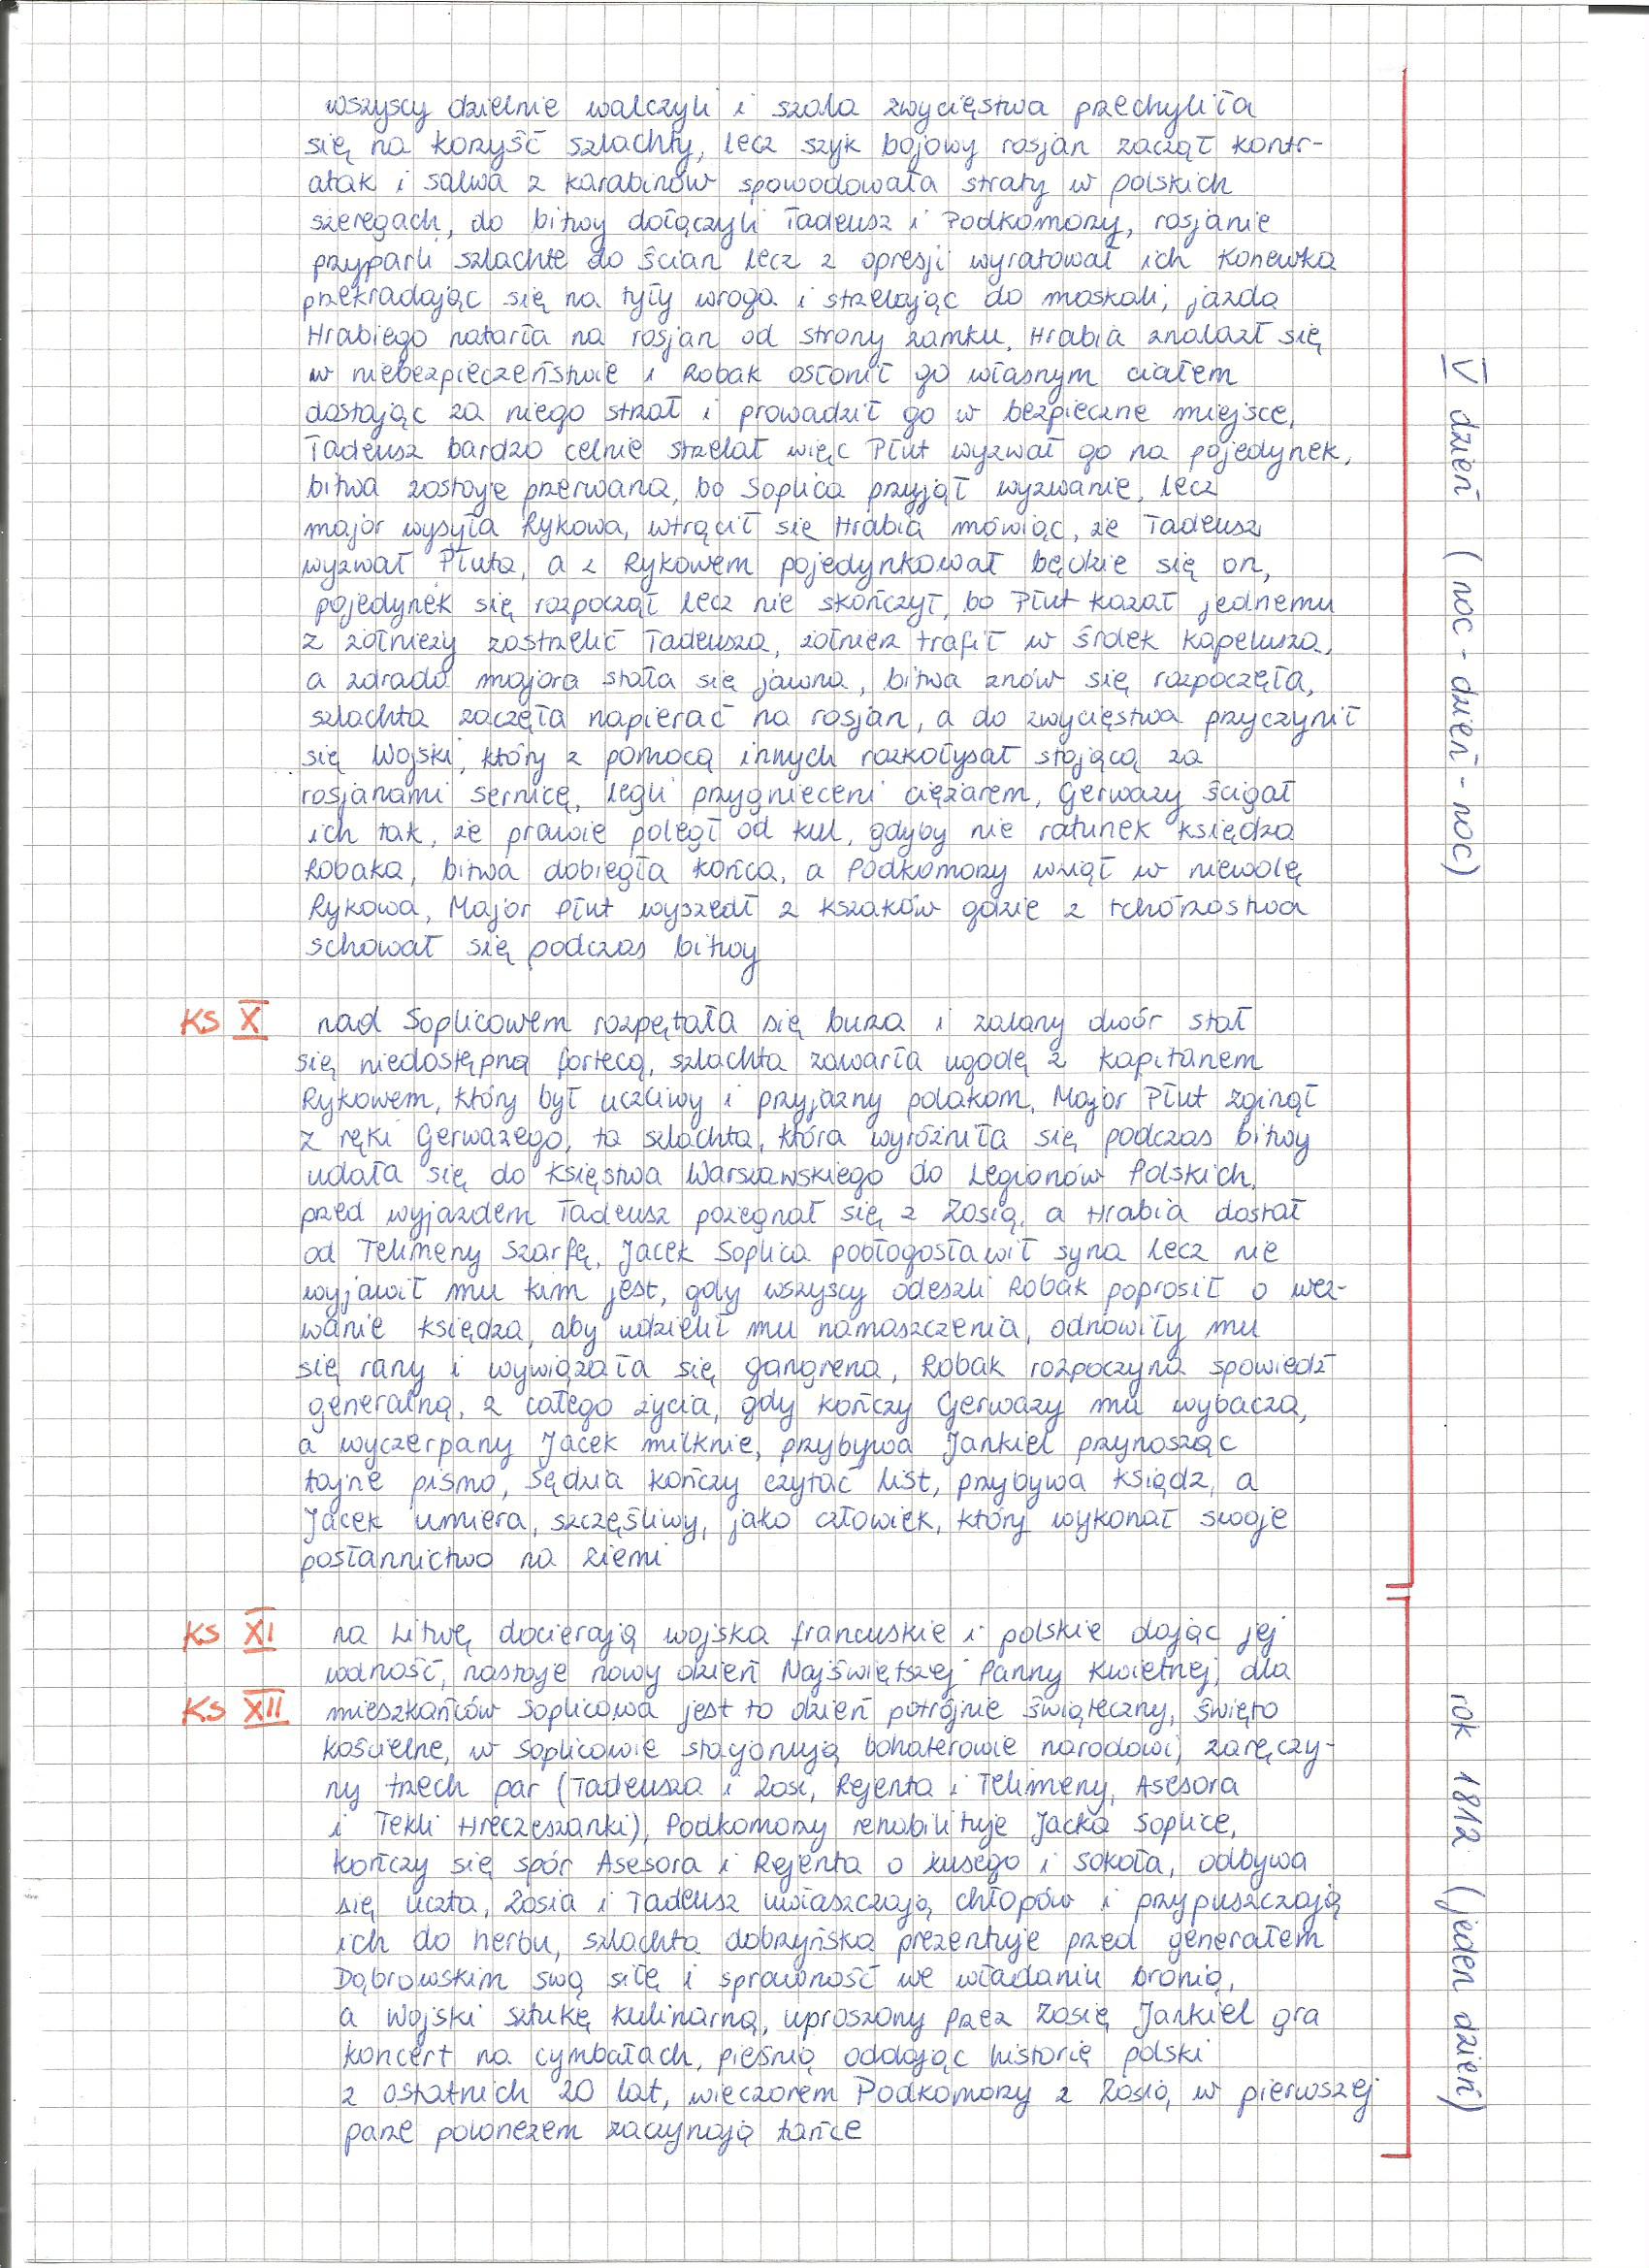 wszyscy dzielnie walczyli i szala zwycięstwa przechyliła
się na korzyść szlachty, lecz szyk bojowy rosjan zaczął kontr-
atak i salwa z karabinów spowodowała straty w polskich
szeregach, do bitwy dołączyli Tadeusz i Podkomorzy, rosjanie
przyparli szlachte do ścian lecz z opresji wyratował ich Konewka
przekradając się na tyły wroga i strzelając do moskali, jazda
Hrabiego natarła na rosjan od strony zamku, Hrabia znalazł się
w niebezpieczeństwie i Robak osłonił go własnym ciałem
dostając za niego strzał i prowadził go w bezpieczne miejsce,
Tadeusz bardzo celnie strzelał więc Płut wyzwał go na pojedynek,
bitwa zostaje przerwana, bo Soplica przyjął wyzwanie, lecz
major wysyła Rykowa, wtrącił sie Hrabia mówiąc, że Tadeusz
wyzwał Płuta, a z Rykowem pojedynkował będzie się on,
pojedynek się rozpoczął lecz nie skończył, bo Płut kazał jednemu
z żołnieży zastrzelić Tadeusza, żołnierz trafił w środek kapelusza,
a zdrada majora stała się jawna, bitwa znów się rozpoczęła,
szlachta zaczęła napierać na rosjan, a do zwycięstwa przyczynił
się Wojski, który z pomocą innych rozkołysał stojącą za
rosjanami sernicę, legli przygnieceni ciężarem, Gerwazy ścigał
ich tak, że prawie poległ od kul, gdyby nie ratunek księdza
Robaka, bitwa dobiegła końca, a Podkomorzy wziął w niewolę
Rykowa, Major Płut wyszedł z kszaków gdzie z tchórzostwa
schował się podczas bitwy
KS X nad Soplicowem rozpętała się burza i zalany dwór stał
się niedostępną fortecą, szlachta zawarła ugodę z kapitanem
Rykowem, który był uczciwy i przyjazny polakom, Major Płut zginął
z ręki Gerwazego, ta szlachta, która wyróżniła się podczas bitwy
udała się do Księstwa Warszawskiego do Legionów Polskich,
przed wyjazdem Tadeusz pożegnał się z Zosią, a Hrabia dostał
od Telimeny szarfę, Jacek Soplica pobłogosławił syna lecz nie
wyjawił mu kim jest, gdy wszyscy odeszli Robak poprosił o wez-
wanie księdza, aby udzielił mu namaszczenia, odnowiły mu
się rany i wywiązała się gangrena, Robak rozpoczyna spowiedź
generalną, z całego życia, gdy kończy Gerwazy mu wybacza,
a wyczerpany Jacek milknie, przybywa Jankiel przynosząc
tajne pismo, Sędzia kończy czytać list, przybywa ksiądz, a
Jacek umiera, szczęśliwy, jako człowiek, który wykonał swoje
posłannictwo na ziemi
V dzień (noc - dzień - noc)
KS XI na Litwę docierają wojska francuskie i polskie dając jej
wolność, nastaje nowy dzień Najświętszej Panny Kwietnej, dla
KS XII mieszkańców Soplicowa jest to dzień potrójnie świąteczny, święto
kościelne, w Soplicowie stacjonują bohaterowie narodowi, zaręczy-
ny trzech par (Tadeusza i Zosi, Rejenta i Telimeny, Asesora
i Tekli Hreczeszanki), Podkomorzy rehabilituje Jacka Soplice,
kończy się spór Asesora i Rejenta o kusego i sokoła, odbywa
się uczta, Zosia i Tadeusz uwłaszczają chłopów i przypuszczają
ich do herbu, szlachta dobrzyńska prezentuje przed generałem
Dąbrowskim swą siłę i sprawność we władaniu bronią,
a Wojski sztukę kulinarną, uproszony przez Zosię Jankiel gra
koncert na cymbałach, pieśnią oddając historię polski
z ostatnich 20 lat, wieczorem Podkomorzy z Zosią w pierwszej
parze polonezem zaczynają tańce
rok 1812 (jeden dzień)